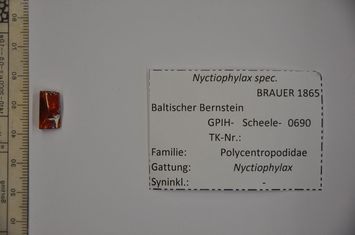 Nyctiophylax spec.
BRAUER 1865
Baltischer Bernstein
GPIH- Scheele- 0690
TK-Nr.:
Familie: Polycentropodidae
Gattung: Nyctiophylax
Syninkl.: -